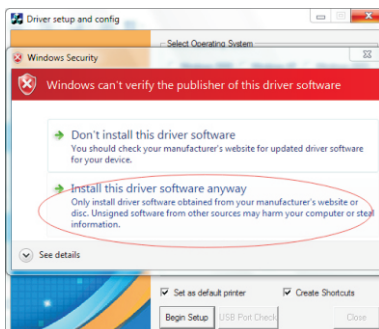 Driver setup and config
Select Operating System
Windows Security
Windows can't verify the publisher of this driver software
Don't install this driver software
You should check your manufacturer's website for updated driver software
for your device.
Install this driver software anyway
Only install driver software obtained from your manufacturer's website or
disc. Unsigned software from other sources may harm your computer or steal
information.
See details
Set as default printer
Create Shortcuts
Begin Setup
USB Port Check
Close